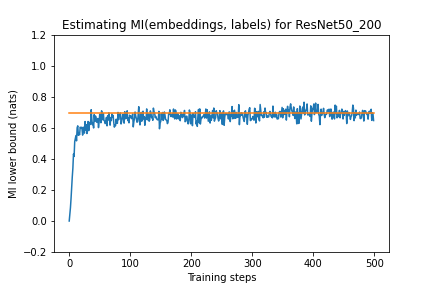 Estimating MI(embeddings, labels) for ResNet50_200
MI lower bound (nats)
1.2
1.0
0.8
0.6
0.4
0.2
0.0
−0.2
0 100 200 300 400 500
Training steps